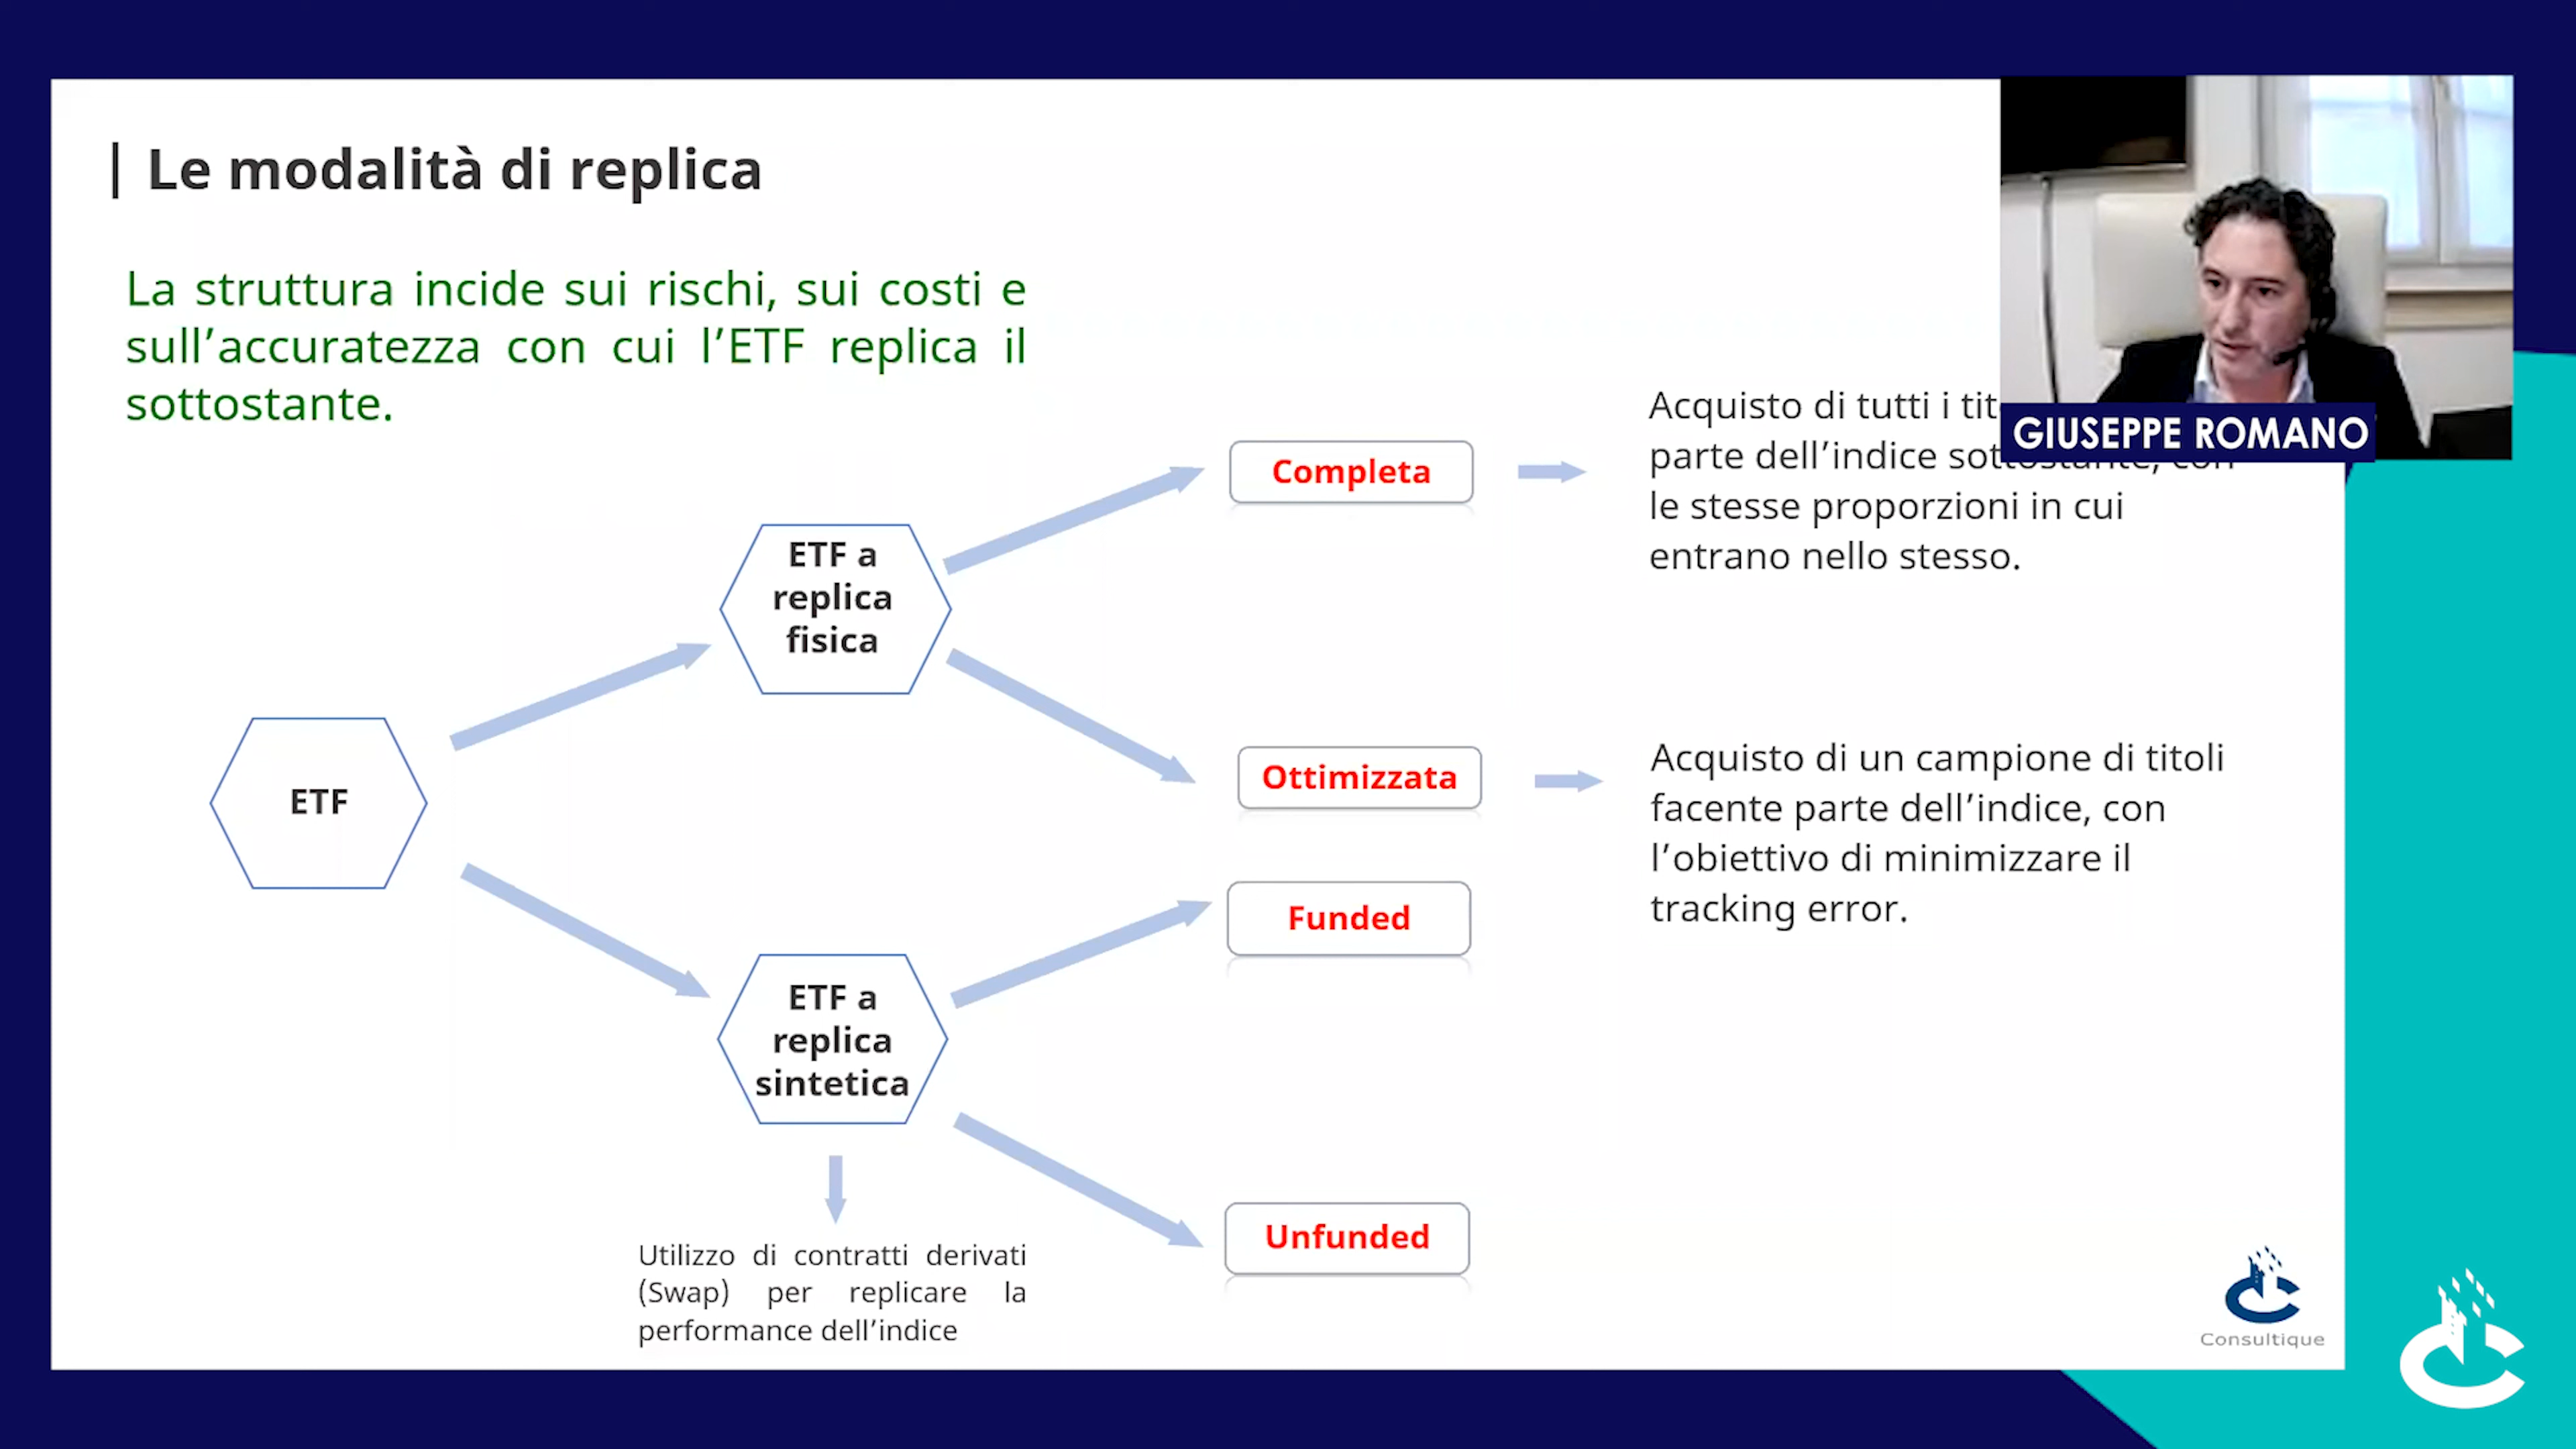 Le modalità di replica
La struttura incide sui rischi, sui costi e
sull’accuratezza con cui l’ETF replica il
sottostante.
GIUSEPPE ROMANO
Completa
Acquisto di tutti i
parte dell’indice sottostante, con
le stesse proporzioni in cui
entrano nello stesso.
ETF a
replica
fisica
ETF
Ottimizzata
Acquisto di un campione di titoli
facente parte dell’indice, con
l’obiettivo di minimizzare il
tracking error.
Funded
ETF a
replica
sintetica
Unfunded
Utilizzo di contratti derivati
(Swap) per replicare la
performance dell’indice
Consultique